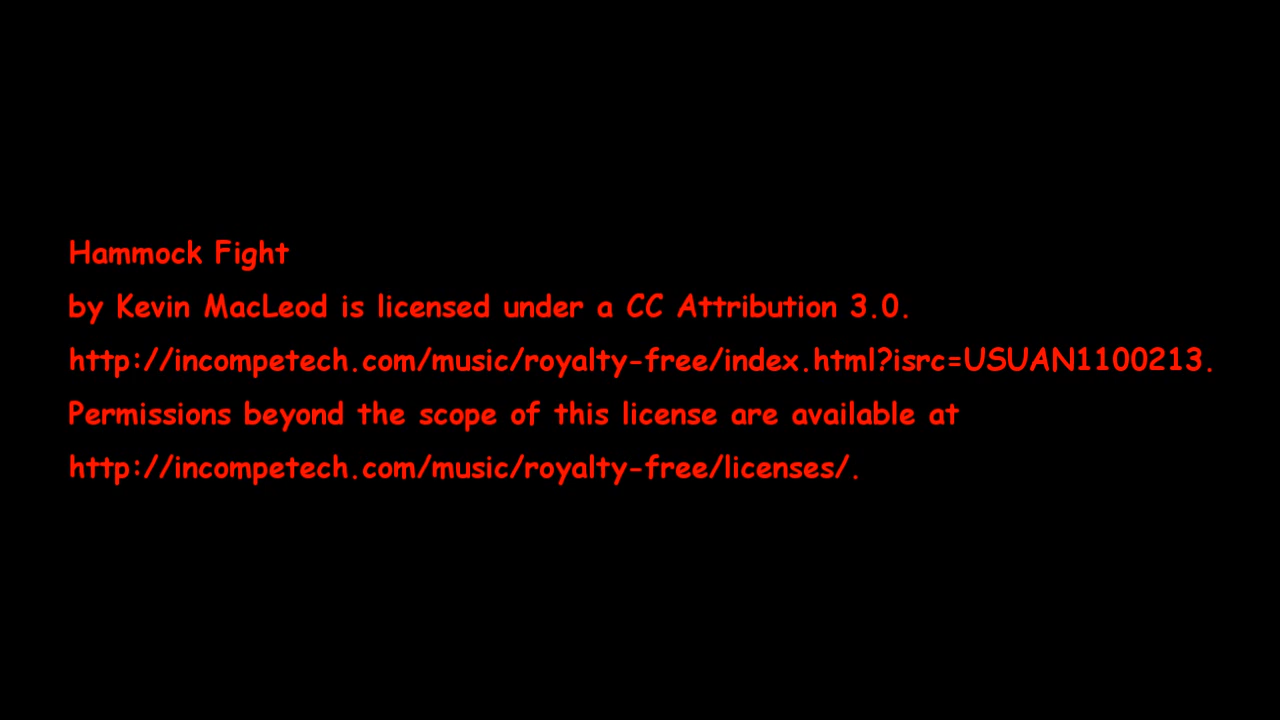 Hammock Fight
by Kevin MacLeod is licensed under a CC Attribution 3.0.
http://incompetech.com/music/royalty-free/index.html?isrc=USUAN1100213.
Permissions beyond the scope of this license are available at
http://incompetech.com/music/royalty-free/licenses/.